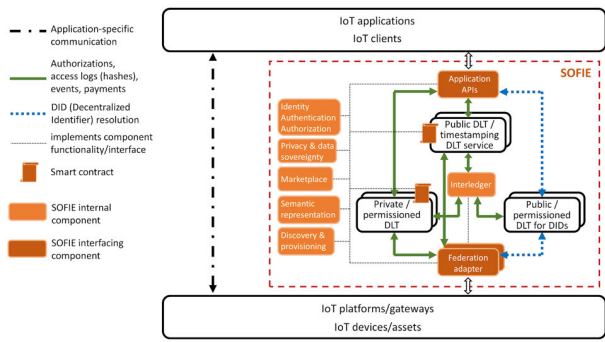 Application-specific
communication
Authorizations,
access logs (hashes),
events, payments
DID (Decentralized
Identifier) resolution
implements component
functionality/interface
Smart contract
SOFIE internal
component
SOFIE interfacing
component
IoT applications
IoT clients
SOFIE
Application
APIs
Identity
Authentication
Authorization
Public DLT /
timestamping
DLT service
Privacy & data
sovereignty
Marketplace
Interledger
Semantic
representation
Private /
permissioned
DLT
Public /
permissioned
DLT for DIDs
Discovery &
provisioning
Federation
adapter
IoT platforms/gateways
IoT devices/assets